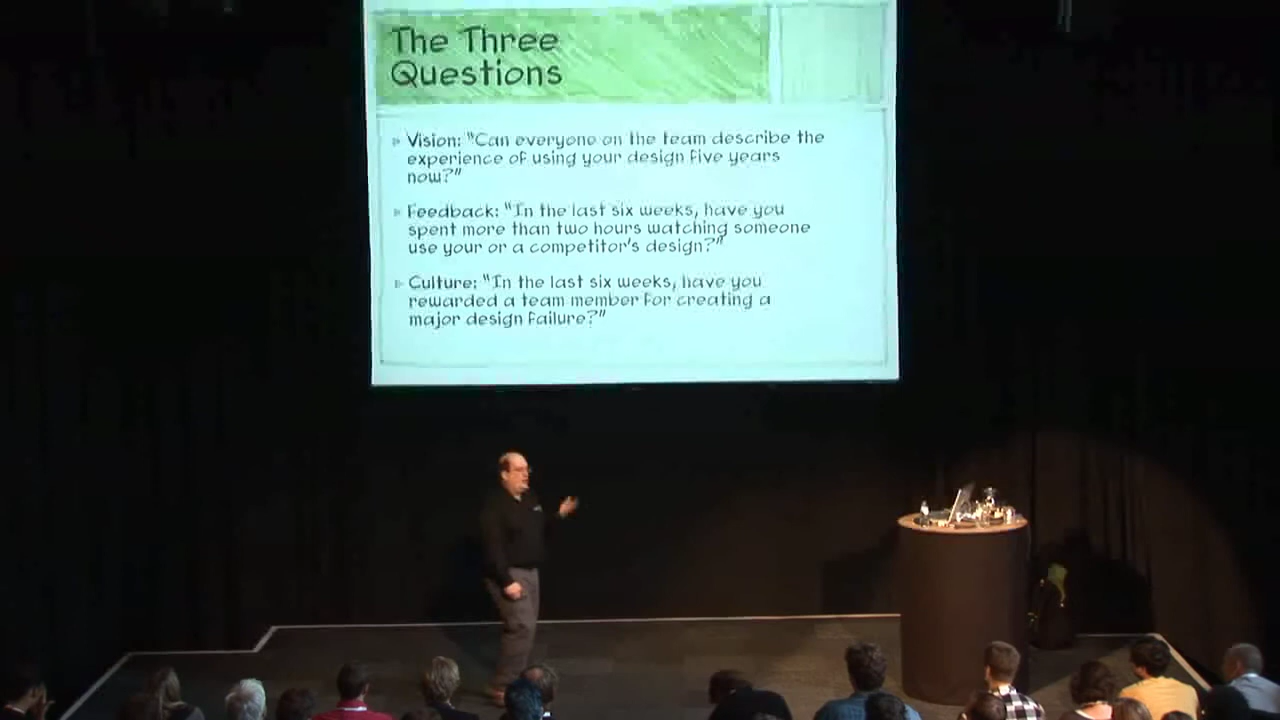 The Three
Questions
Vision: "Can everyone on the team describe the
experience of using your design five years
now?"
Feedback: "In the last six weeks, have you
spent more than two hours watching someone
use your or a competitor's design?"
Culture: "In the last six weeks, have you
rewarded a team member for creating a
major design failure?"